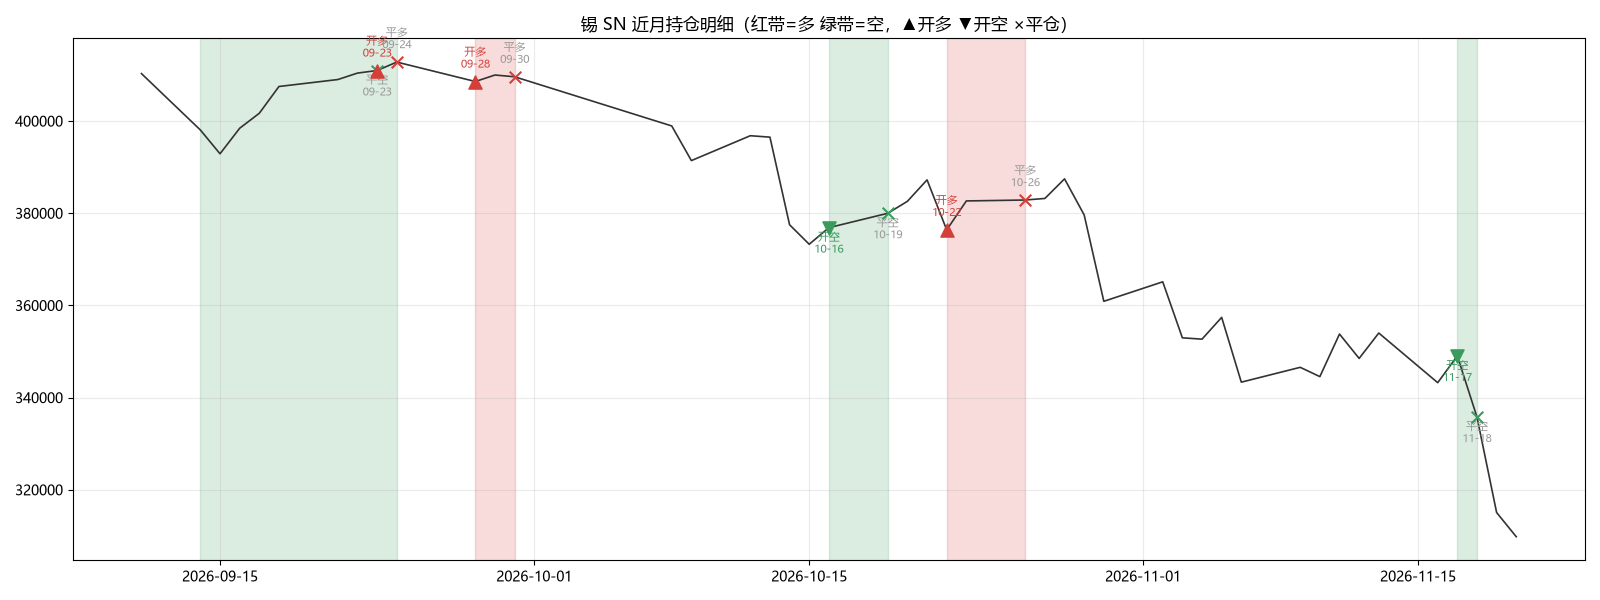 锡 SN 近月持仓明细（红带=多 绿带=空，▲开多 ▼开空 ×平仓）
400000
380000
360000
340000
320000
开多
09-23
平空
09-23
平多
09-24
开多
09-28
平多
09-30
开空
10-16
平空
10-19
开多
10-22
平多
10-26
开空
11-17
平空
11-18
2026-09-15
2026-10-01
2026-10-15
2026-11-01
2026-11-15